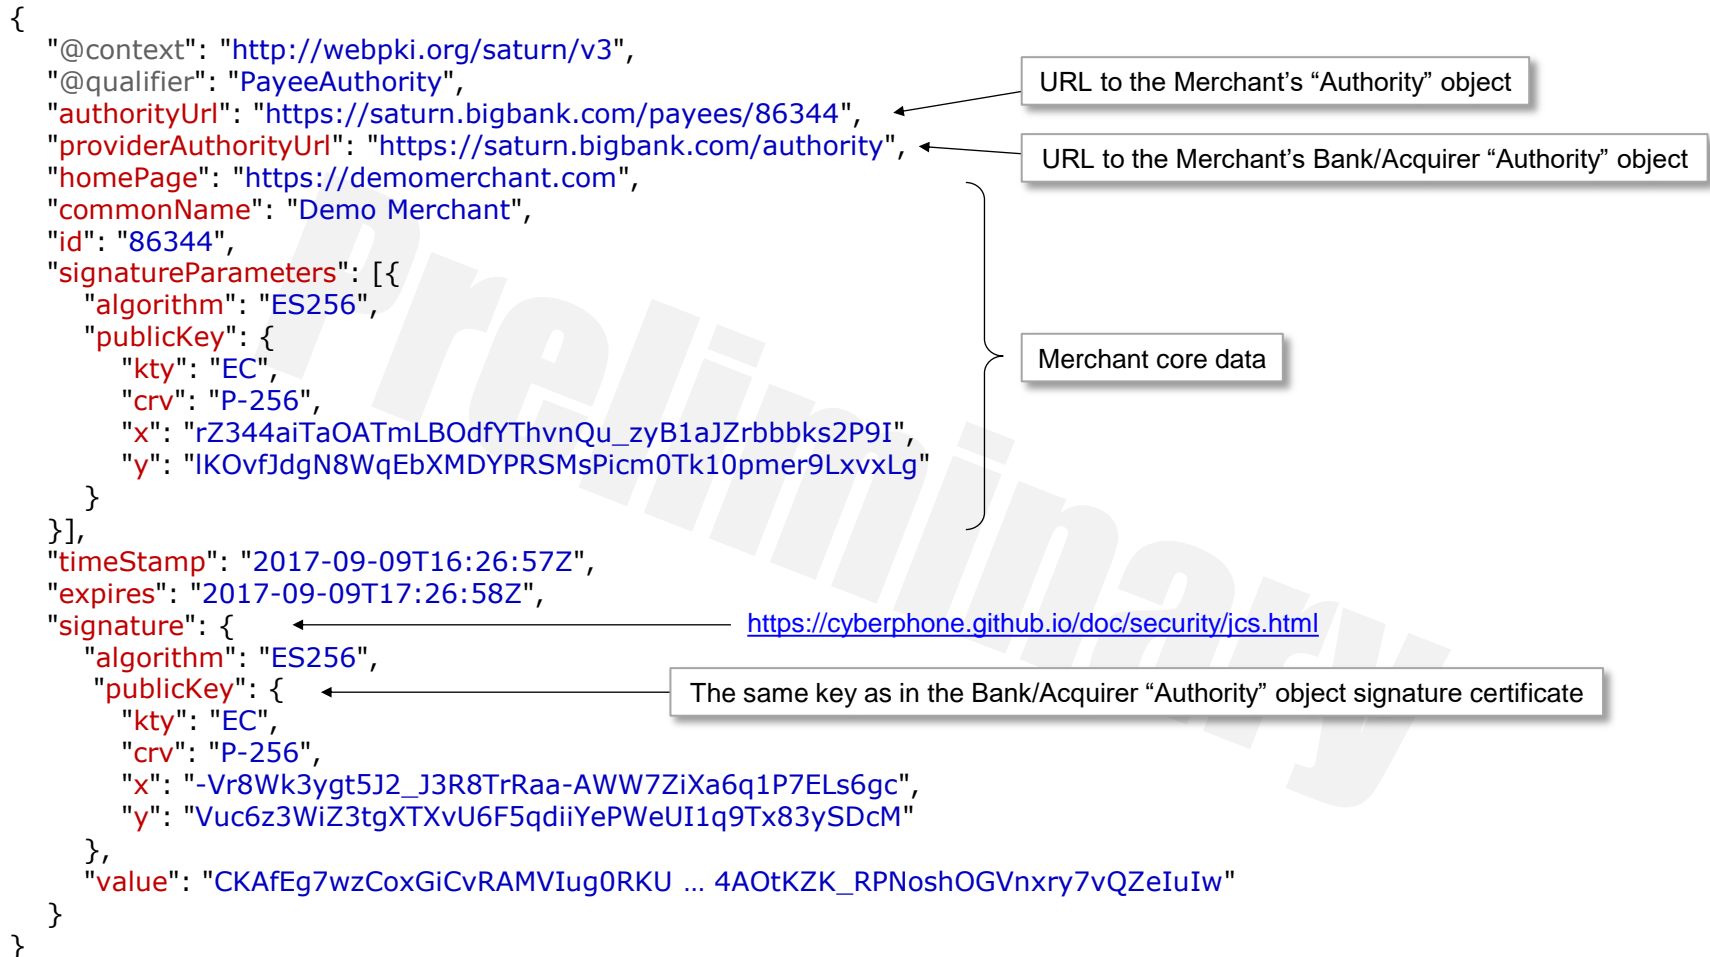 {
"@context": "http://webpki.org/saturn/v3",
"@qualifier": "PayeeAuthority",
"authorityUrl": "https://saturn.bigbank.com/payees/86344",
URL to the Merchant's “Authority” object
"providerAuthorityUrl": "https://saturn.bigbank.com/authority",
URL to the Merchant's Bank/Acquirer “Authority” object
"homePage": "https://demomerchant.com",
"commonName": "Demo Merchant",
"id": "86344",
"signatureParameters": [{
"algorithm": "ES256",
"publicKey": {
"kty": "EC",
Merchant core data
"crv": "P-256",
"x": "rZ344aiTaOATmLBOdfYThvnQu_zyB1aJZrbbbks2P9I",
"y": "lKOvfJdgN8WqEbXMDYPRSMsPicm0Tk10pmer9LxvxLg"
}
}],
"timeStamp": "2017-09-09T16:26:57Z",
"expires": "2017-09-09T17:26:58Z",
"signature": {
https://cyberphone.github.io/doc/security/jcs.html
"algorithm": "ES256",
"publicKey": {
The same key as in the Bank/Acquirer “Authority” object signature certificate
"kty": "EC",
"crv": "P-256",
"x": "-Vr8Wk3ygt5J2_J3R8TrRaa-AWW7ZiXa6q1P7ELs6gc",
"y": "Vuc6z3WiZ3tgXTXvU6F5qdiiYePWeUI1q9Tx83ySDcM"
},
"value": "CKAfEg7wzCoxGiCvRAMVIug0RKU … 4AOtKZK_RPNoshOGVnxry7vQZeIuIw"
}
}
Preliminary